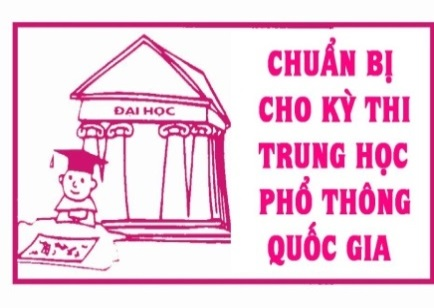 ĐẠI HỌC
CHUẨN BỊ
CHO KỲ THI
TRUNG HỌC
PHỔ THÔNG
QUỐC GIA